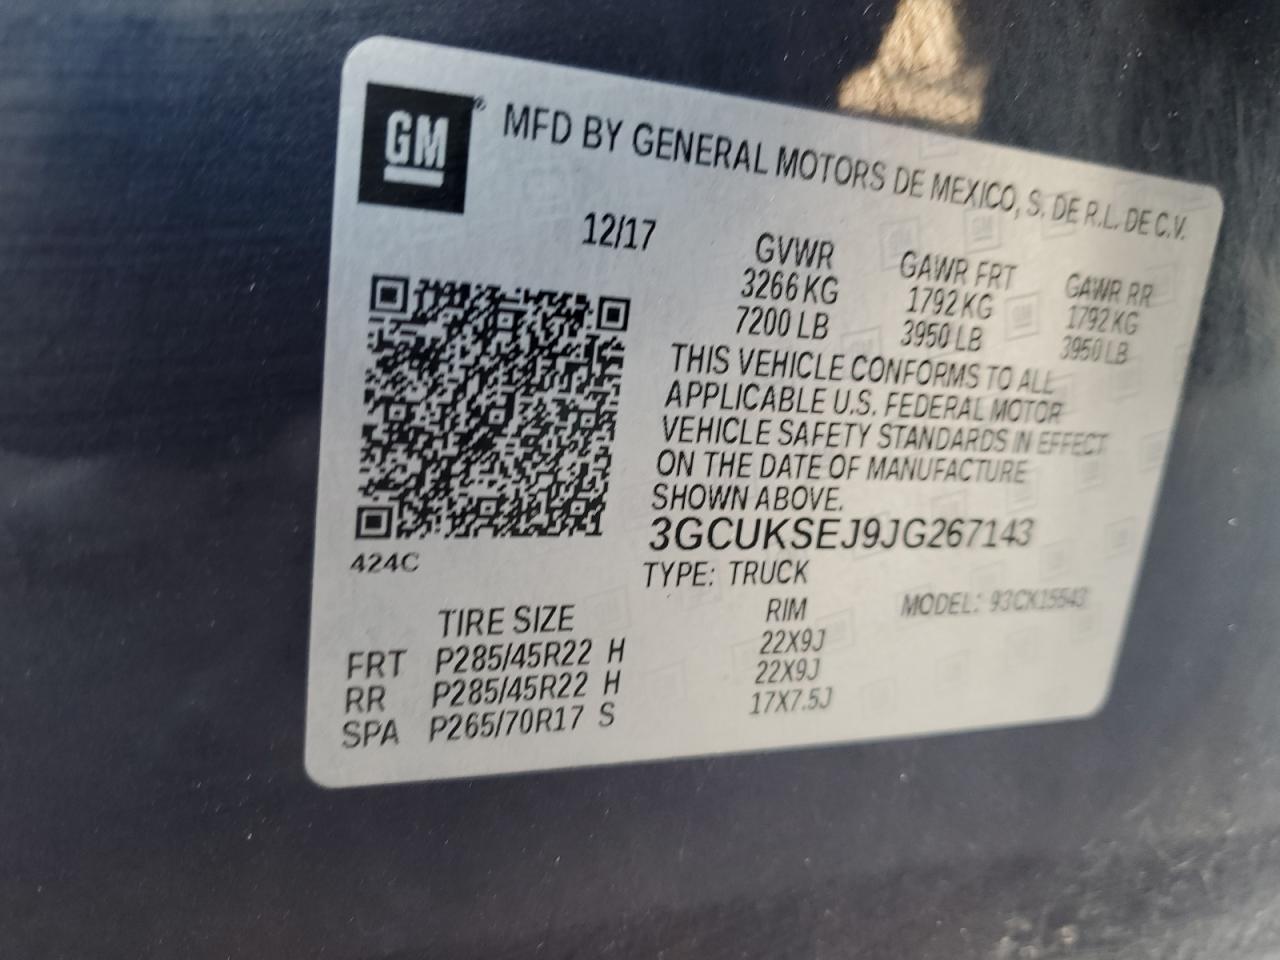 GM® MFD BY GENERAL MOTORS DE MEXICO, S. DE R.L. DE C.V.
12/17
GVWR GAWR FRT GAWR RR
3266 KG 1792 KG 1792 KG
7200 LB 3950 LB 3950 LB
THIS VEHICLE CONFORMS TO ALL
APPLICABLE U.S. FEDERAL MOTOR
VEHICLE SAFETY STANDARDS IN EFFECT
ON THE DATE OF MANUFACTURE
SHOWN ABOVE.
3GCUKSEJ9JG267143
424C
TYPE: TRUCK MODEL: 93CK15543
TIRE SIZE RIM
FRT P285/45R22 H 22X9J
RR P285/45R22 H 22X9J
SPA P265/70R17 S 17X7.5J